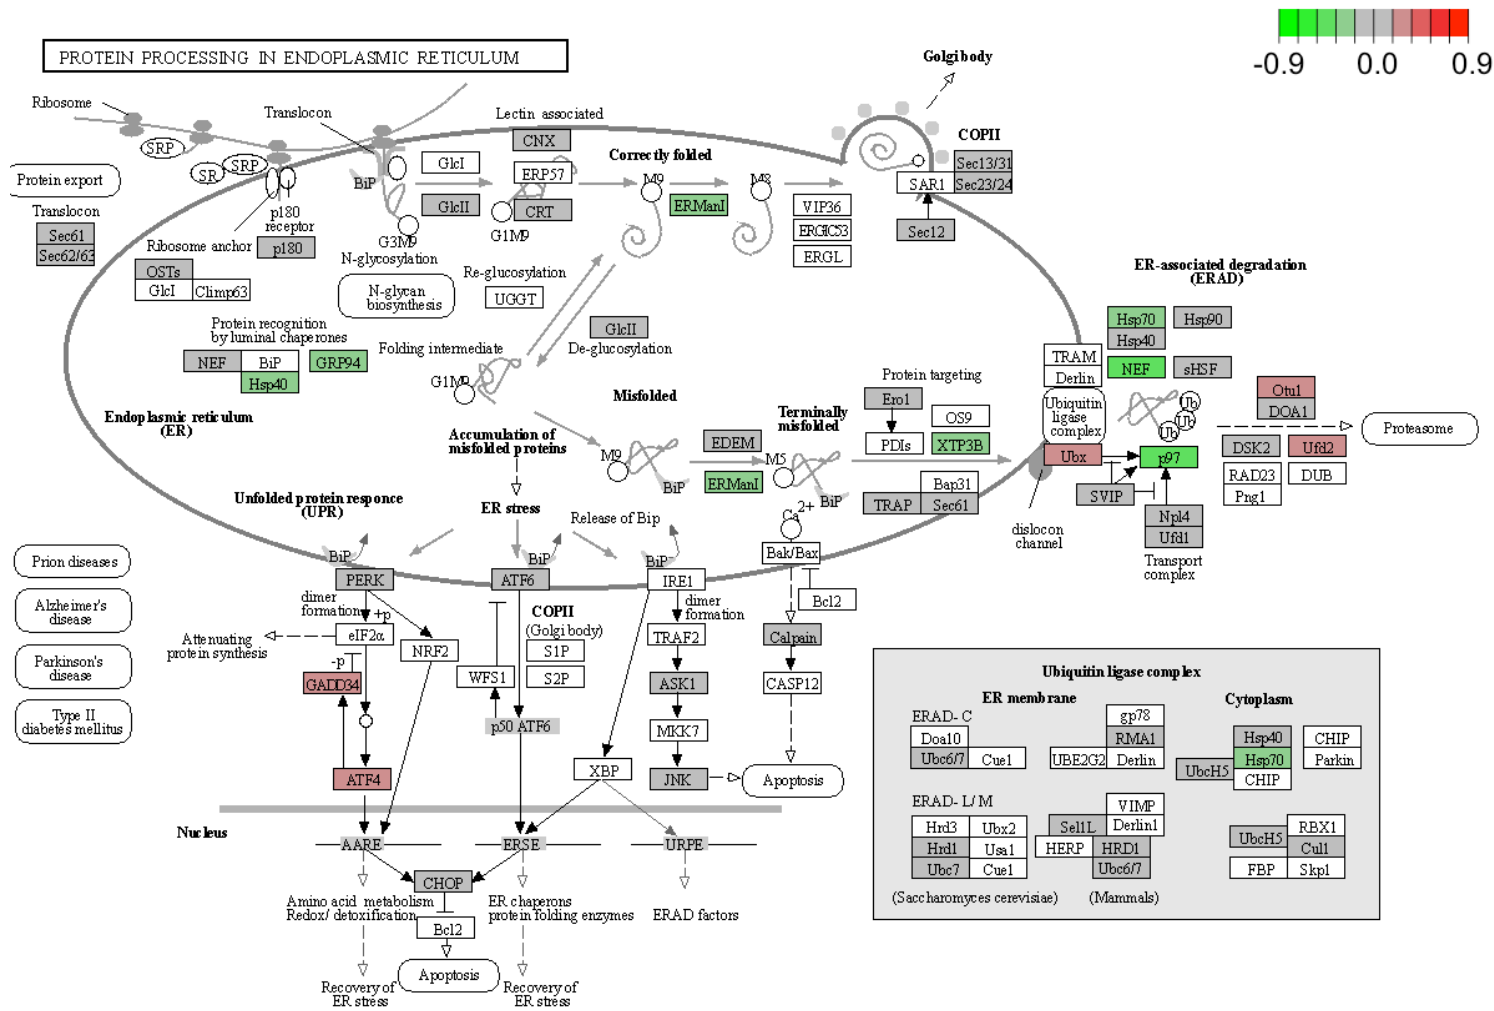 -0.9 0.0 0.9
PROTEIN PROCESSING IN ENDOPLASMIC RETICULUM
Golgi body
Ribosome
Translocon
Lectin associated
CNX
COPII
SRP
SRP
SR
GlcI
ERP57
Correctly folded
Sec13/31
SAR1
Sec23/24
Protein export
BiP
M9
M8
Translocon
p180
receptor
GlcII
CRT
ERManI
VIP36
Sec61
Sec62/63
Ribosome anchor
p180
G3M9
G1M9
ERGIC53
Sec12
N-glycosylation
ERGL
OSTs
GlcI
Climp63
N-glycan
biosynthesis
Re-glucosylation
UGGT
ER-associated degradation
(ERAD)
Protein recognition
by luminal chaperones
GlcII
De-glucosylation
Hsp70
Hsp90
Hsp40
NEF
BiP
GRP94
Hsp40
Folding intermediate
G1M9
TRAM
Derlin
NEF
sHSF
Misfolded
Protein targeting
Ero1
OS9
PDIs
XTP3B
Ubiquitin
ligase
complex
Ub
Ub
Ub
Otu1
DOA1
Proteasome
Endoplasmic reticulum
(ER)
Accumulation of
misfolded proteins
Terminally
misfolded
EDEM
M9
M5
ERManI
BiP
BiP
Ubx
p97
DSK2
Ufd2
RAD23
DUB
Png1
Unfolded protein responce
(UPR)
ER stress
Release of Bip
Ca2+
Bap31
TRAP
Sec61
SVIP
Npl4
Ufd1
dislocon
channel
Transport
complex
Prion diseases
BiP
BiP
BiP
Bak/Bax
PERK
ATF6
IRE1
Bcl2
Alzheimer's
disease
dimer
formation
+p
COPII
(Golgi body)
dimer
formation
Attenuating
protein synthesis
eIF2α
NRF2
S1P
TRAF2
Calpain
Parkinson's
disease
-p
GADD34
WFS1
S2P
ASK1
CASP12
Type II
diabetes mellitus
p50 ATF6
MKK7
ATF4
XBP
JNK
Apoptosis
Nucleus
AARE
ERSE
URPE
CHOP
Amino acid metabolism
Redox/ detoxification
ER chaperons
protein folding enzymes
ERAD factors
Bcl2
Apoptosis
Recovery of
ER stress
Recovery of
ER stress
Ubiquitin ligase complex
ER membrane
Cytoplasm
ERAD- C
Doa10
Ubc6/7
Cue1
gp78
RMA1
UBE2G2
Derlin
Hsp40
Hsp70
UbcH5
CHIP
CHIP
Parkin
ERAD- L/ M
Hrd3
Ubx2
Hrd1
Usa1
Ubc7
Cue1
VIMP
Sel1L
Derlin1
HERP
HRD1
Ubc6/7
UbcH5
RBX1
Cul1
FBP
Skp1
(Saccharomyces cerevisiae)
(Mammals)